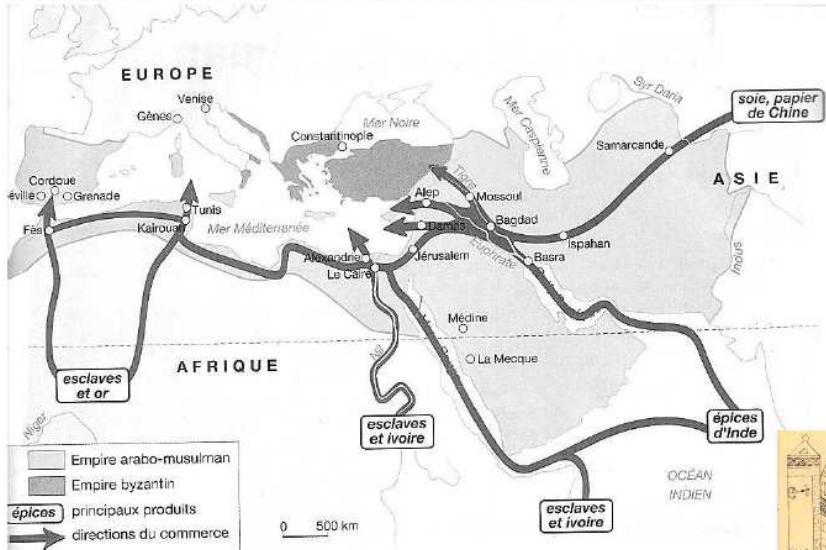 EUROPE
Venise
Gênes
Mer Noire
Constantinople
Mer Caspienne
Syr Daria
soie, papier
de Chine
Samarcande
ASIE
Cordoue
éville
Grenade
Fès
Tunis
Kairouan
Mer Méditerranée
Tigre
Alep
Mossoul
Bagdad
Damas
Euphrate
Ispahan
Basra
Indus
Alexandrie
Le Caire
Jérusalem
Médine
La Mecque
Nil
AFRIQUE
esclaves
et or
esclaves
et ivoire
épices
d'Inde
esclaves
et ivoire
OCÉAN
INDIEN
Niger
Empire arabo-musulman
Empire byzantin
épices principaux produits
directions du commerce
0 500 km